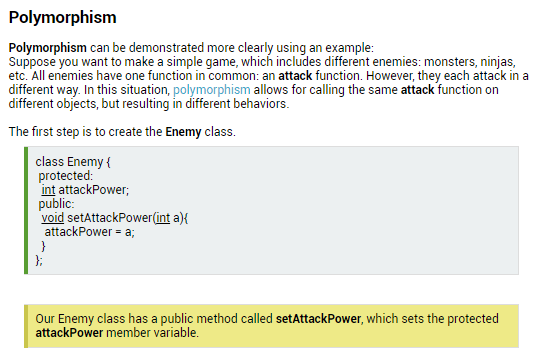 Polymorphism
Polymorphism can be demonstrated more clearly using an example:
Suppose you want to make a simple game, which includes different enemies: monsters, ninjas,
etc. All enemies have one function in common: an attack function. However, they each attack in a
different way. In this situation, polymorphism allows for calling the same attack function on
different objects, but resulting in different behaviors.
The first step is to create the Enemy class.
class Enemy {
protected:
int attackPower;
public:
void setAttackPower(int a){
attackPower = a;
}
};
Our Enemy class has a public method called setAttackPower, which sets the protected
attackPower member variable.